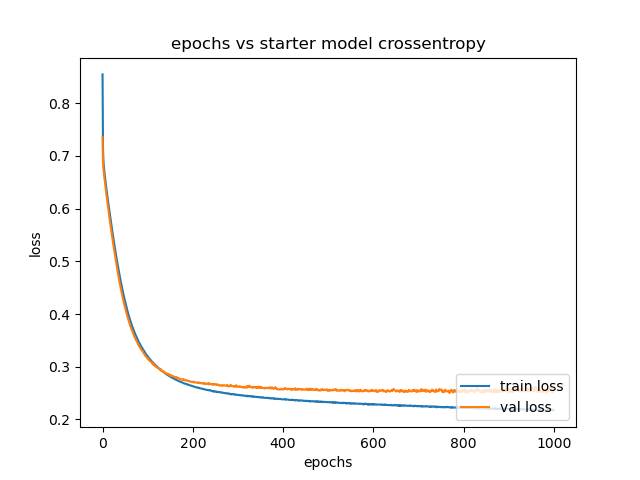 epochs vs starter model crossentropy
loss
0.8
0.7
0.6
0.5
0.4
0.3
0.2
train loss
val loss
0 200 400 600 800 1000
epochs